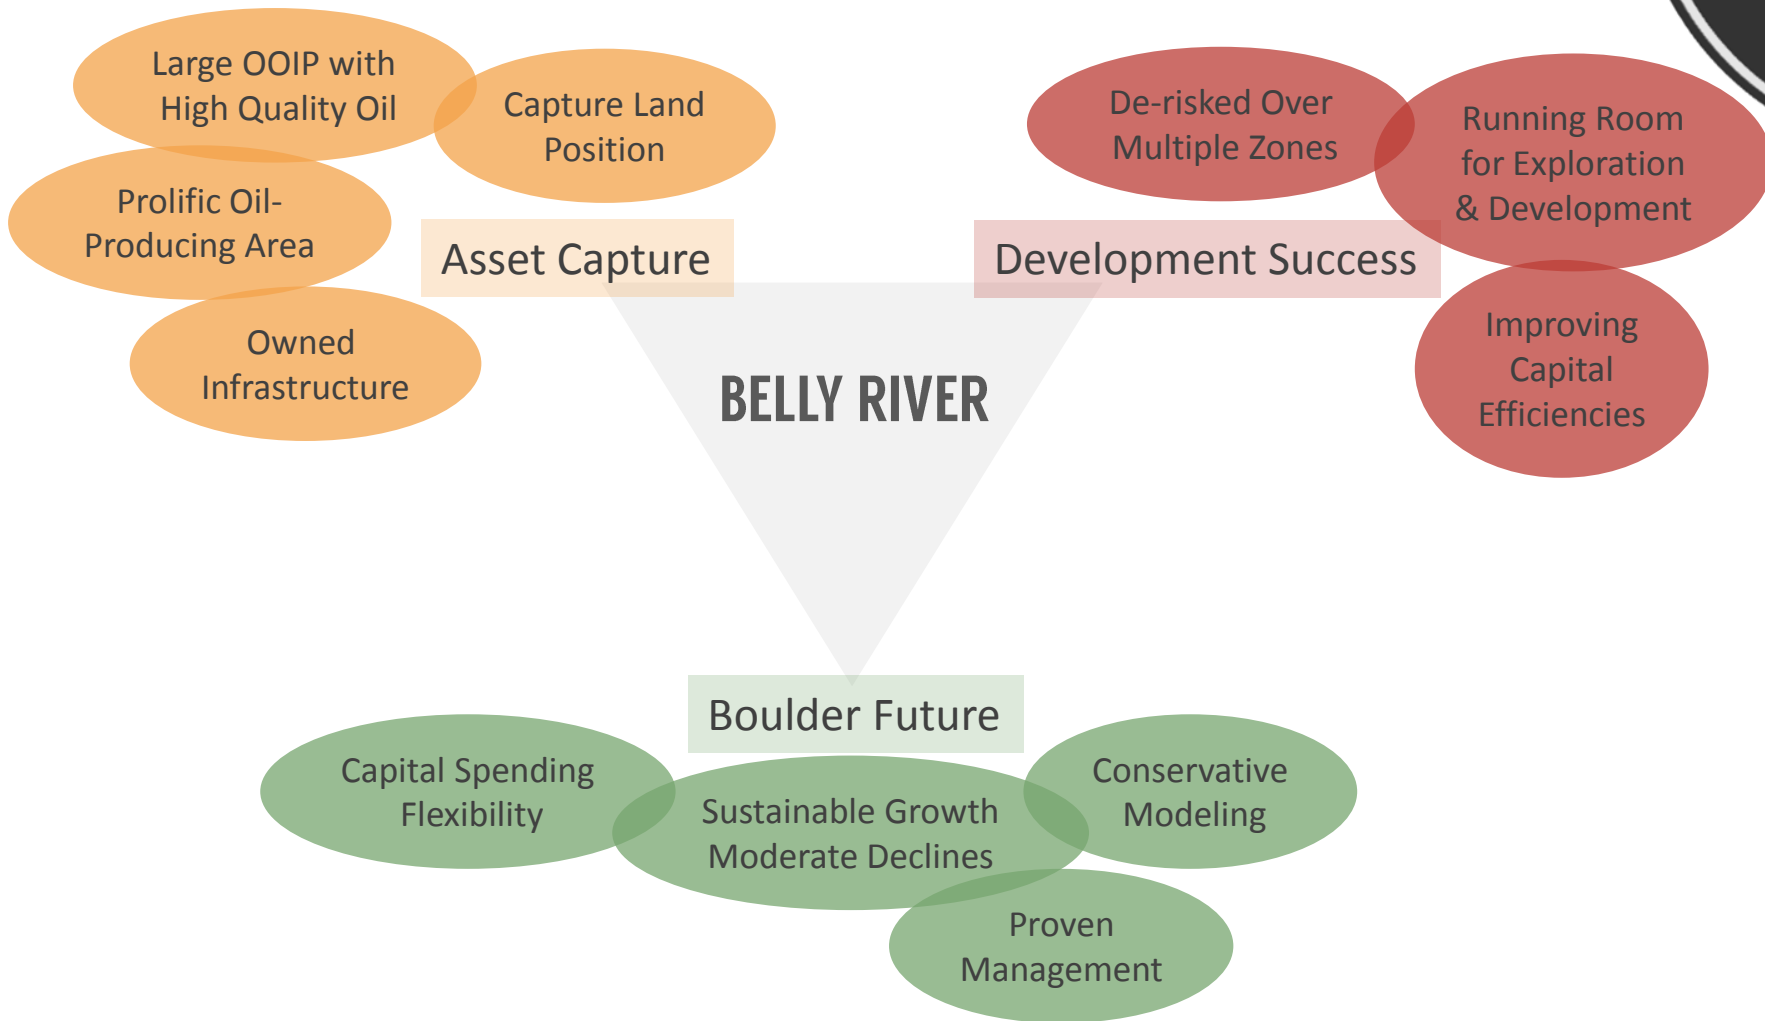 Large OOIP with
High Quality Oil
Capture Land
Position
Prolific Oil-
Producing Area
Owned
Infrastructure
Asset Capture
De-risked Over
Multiple Zones
Running Room
for Exploration
& Development
Improving
Capital
Efficiencies
Development Success
BELLY RIVER
Boulder Future
Capital Spending
Flexibility
Sustainable Growth
Moderate Declines
Conservative
Modeling
Proven
Management